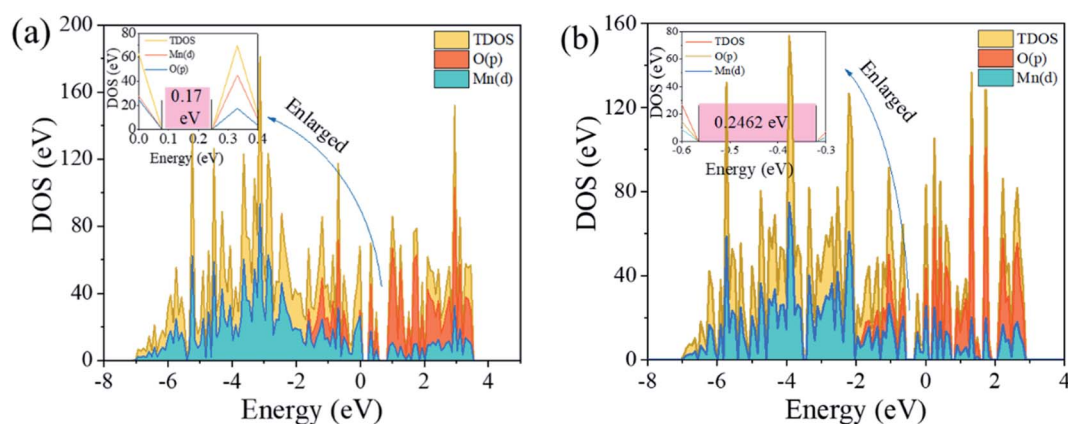 (a)
200
160
120
80
40
0
DOS (eV)
-8
-6
-4
-2
0
2
4
Energy (eV)
TDOS
O(p)
Mn(d)
Enlarged
80
60
40
20
0
DOS (eV)
TDOS
Mn(d)
O(p)
0.17
eV
0.0
0.1
0.2
0.3
0.4
Energy (eV)
(b)
160
120
80
40
0
DOS (eV)
-8
-6
-4
-2
0
2
4
Energy (eV)
TDOS
O(p)
Mn(d)
Enlarged
80
60
40
20
0
DOS (eV)
TDOS
O(p)
Mn(d)
0.2462 eV
-0.6
-0.5
-0.4
-0.3
Energy (eV)